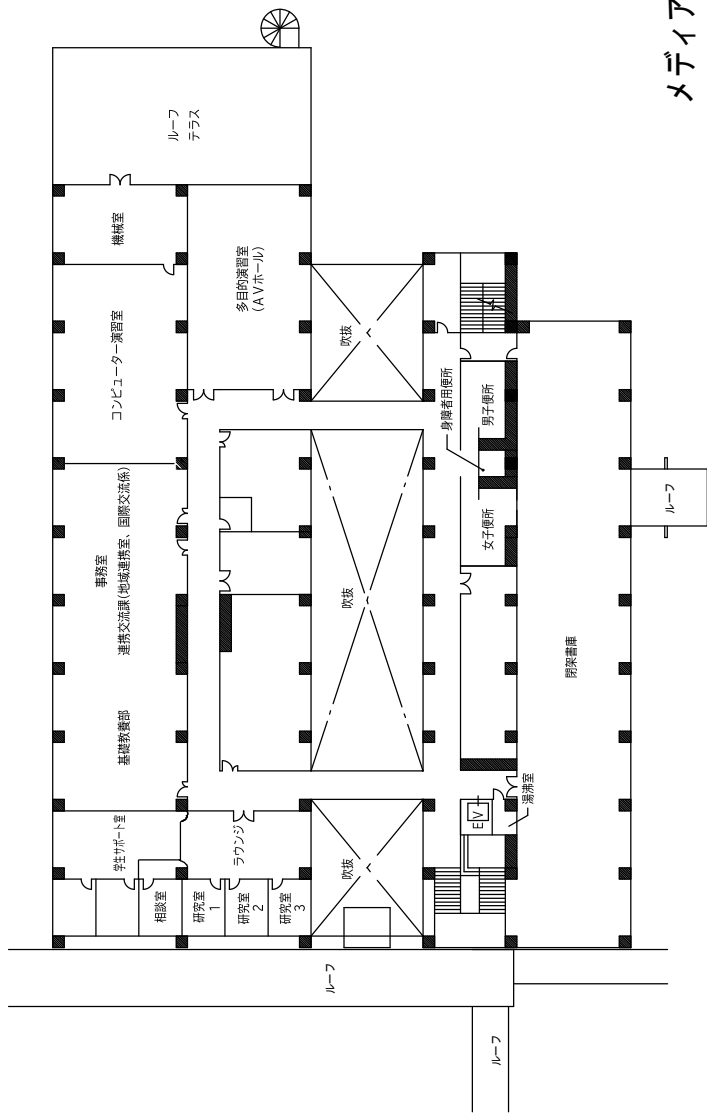 メディア
ルーフ
テラス
機械室
コンピューター演習室
多目的演習室
(ＡＶホール)
吹抜
事務室
連携交流課(地域連携室、国際交流係)
基礎教養部
身障者用便所
男子便所
女子便所
吹抜
閉架書庫
ルーフ
学生サポート室
ラウンジ
相談室
研究室
1
研究室
2
研究室
3
吹抜
EV
湯沸室
ルーフ
ルーフ